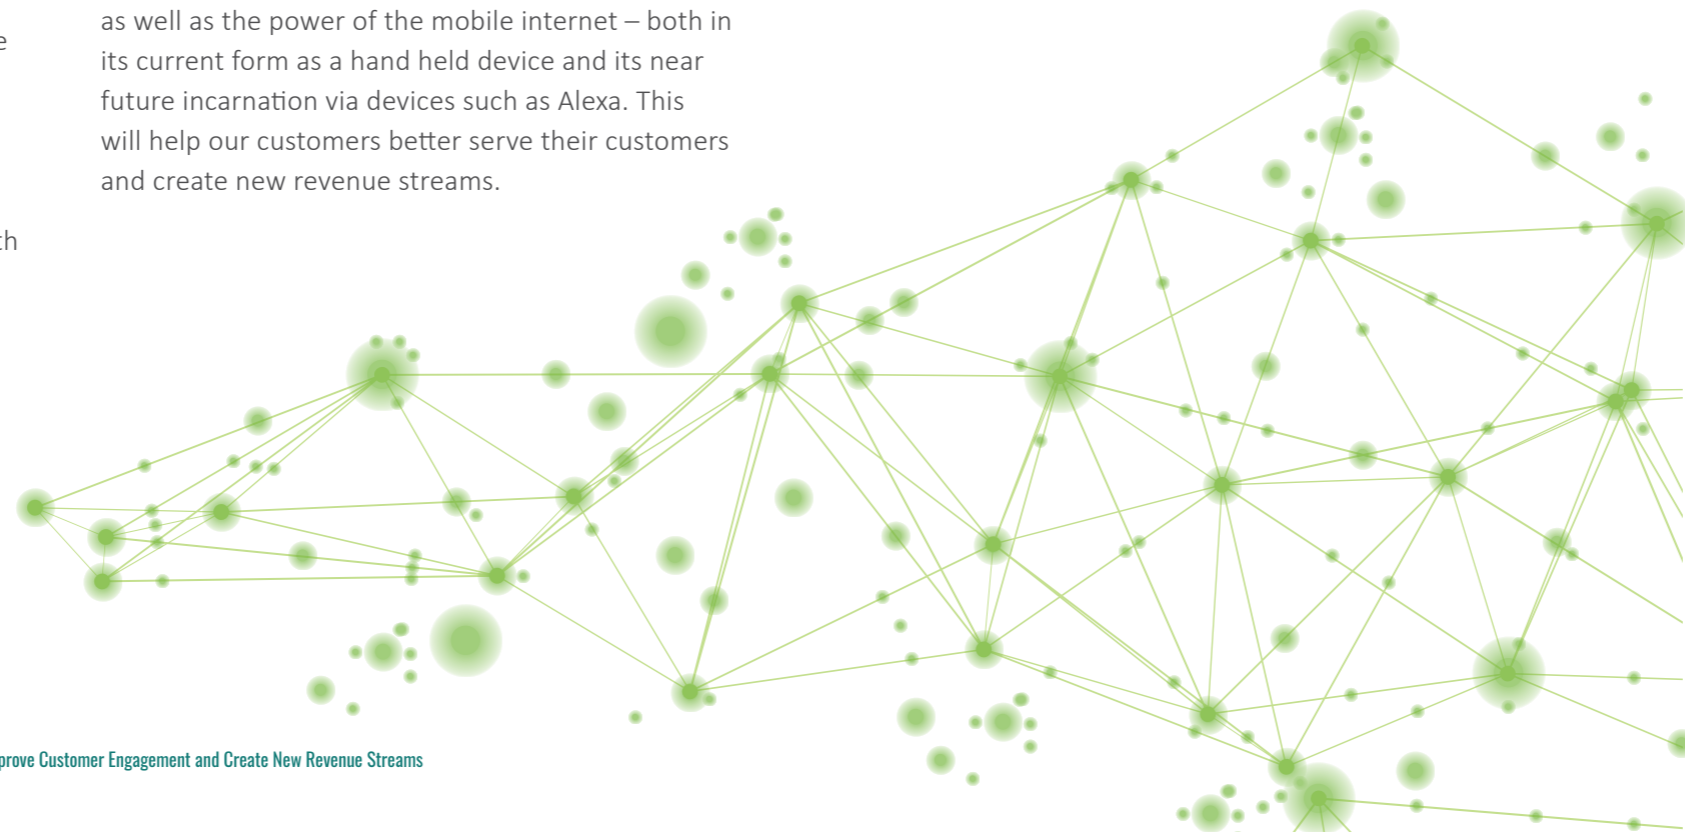 as well as the power of the mobile internet – both in
its current form as a hand held device and its near
future incarnation via devices such as Alexa. This
will help our customers better serve their customers
and create new revenue streams.
Customer Engagement and Create New Revenue Streams